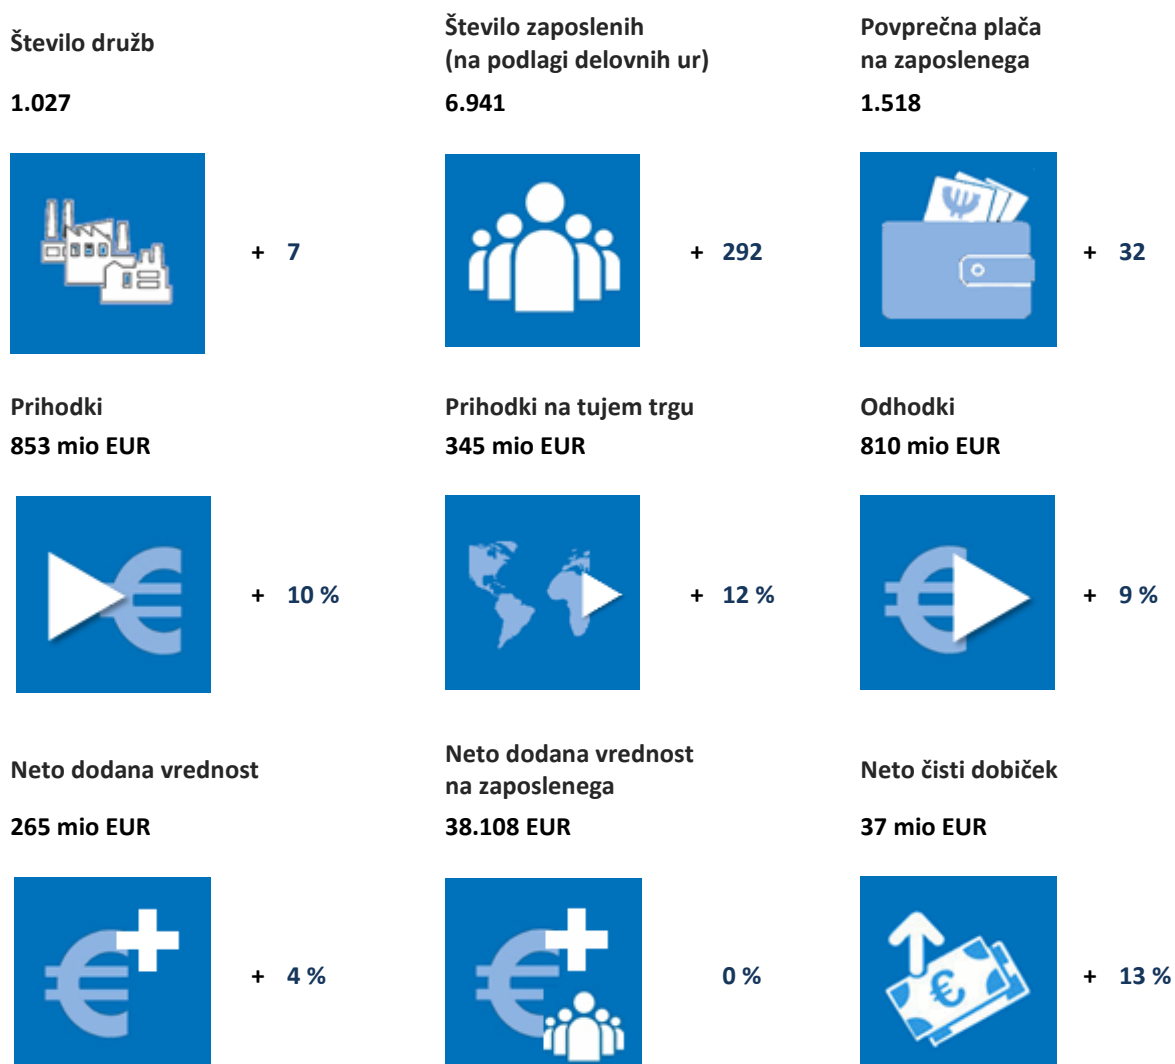 Število družb
1.027
+ 7
Število zaposlenih
(na podlagi delovnih ur)
6.941
+ 292
Povprečna plača
na zaposlenega
1.518
+ 32
Prihodki
853 mio EUR
+ 10 %
Prihodki na tujem trgu
345 mio EUR
+ 12 %
Odhodki
810 mio EUR
+ 9 %
Neto dodana vrednost
265 mio EUR
+ 4 %
Neto dodana vrednost
na zaposlenega
38.108 EUR
0 %
Neto čisti dobiček
37 mio EUR
+ 13 %